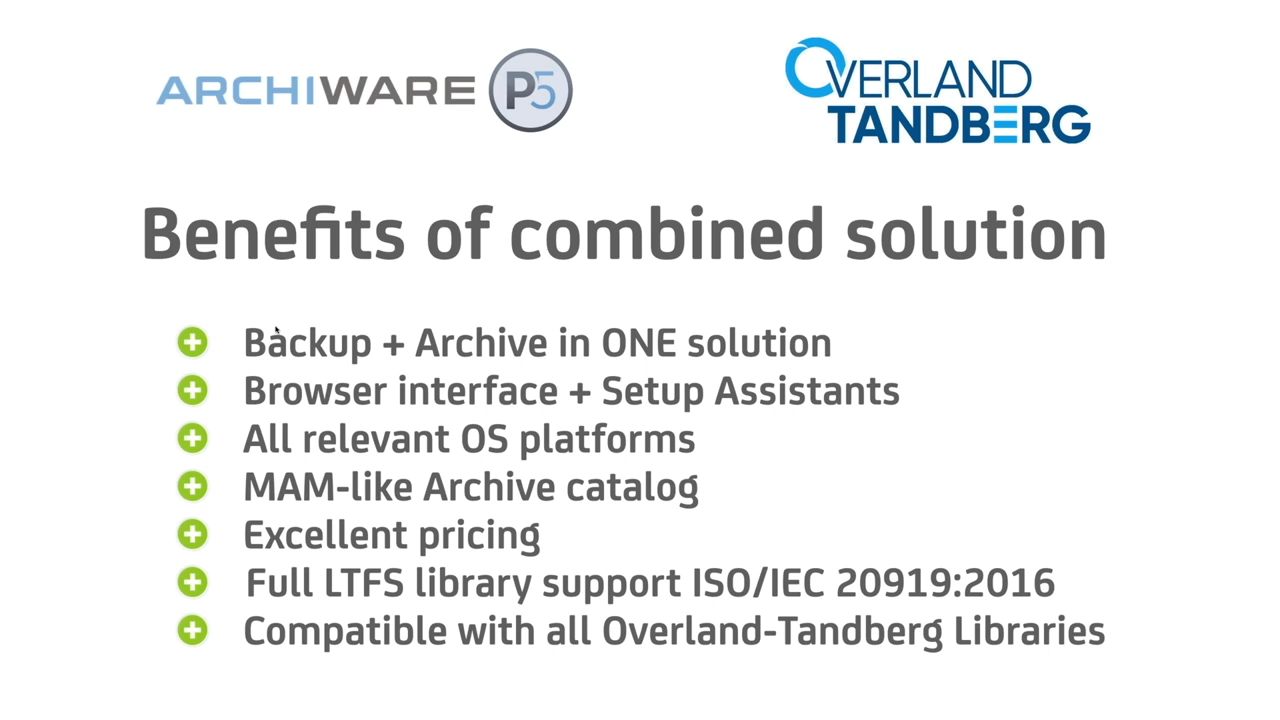 ARCHIWARE P5
OVERLAND
TANDBERG
Benefits of combined solution
Backup + Archive in ONE solution
Browser interface + Setup Assistants
All relevant OS platforms
MAM-like Archive catalog
Excellent pricing
Full LTFS library support ISO/IEC 20919:2016
Compatible with all Overland-Tandberg Libraries